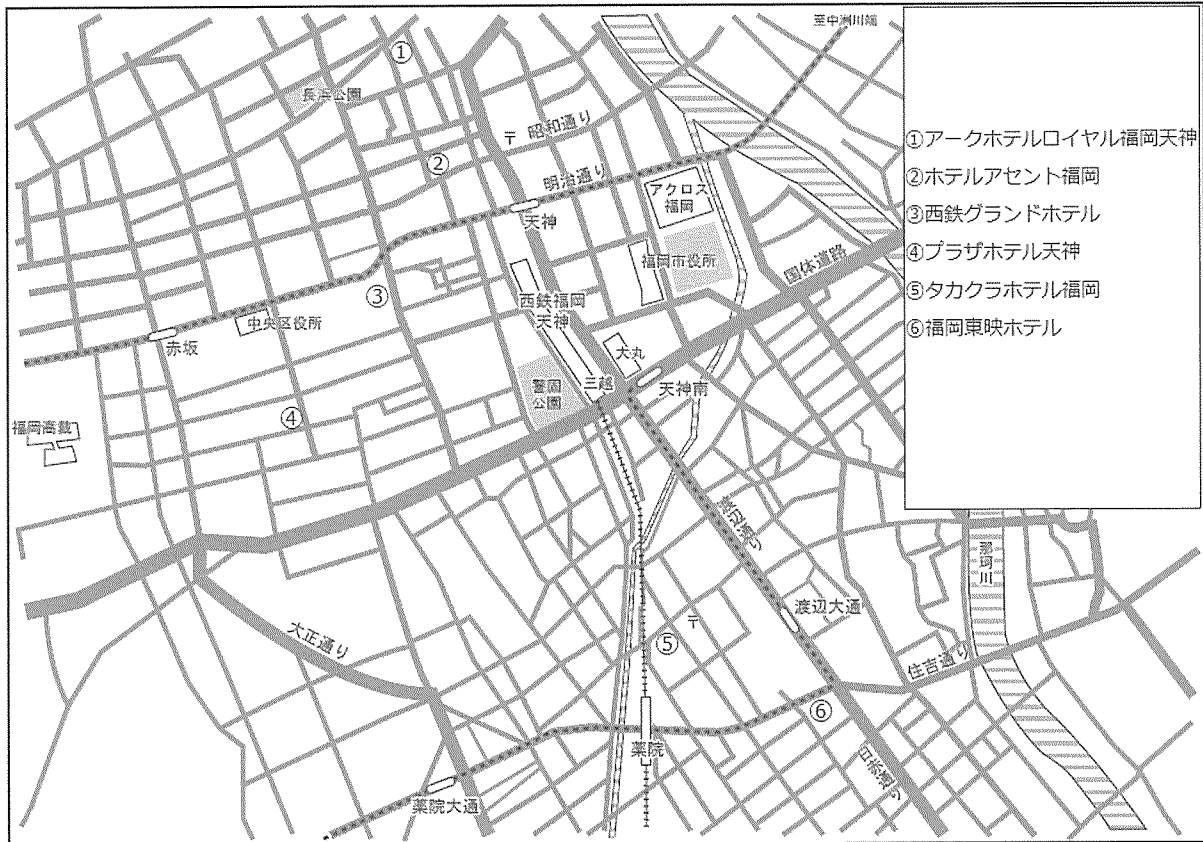 至中洲川端
①
長浜公園
〒
昭和通り
②
明治通り
アクロス
福岡
天神
福岡市役所
国体道路
③
西鉄福岡
天神
中央区役所
赤坂
大丸
警固
公園
三越
天神南
④
福岡高裁
渡辺通り
那珂川
渡辺大通
大正通り
〒
⑤
住吉通り
⑥
薬院
日赤通り
薬院大通
①アークホテルロイヤル福岡天神
②ホテルアセント福岡
③西鉄グランドホテル
④プラザホテル天神
⑤タカクラホテル福岡
⑥福岡東映ホテル